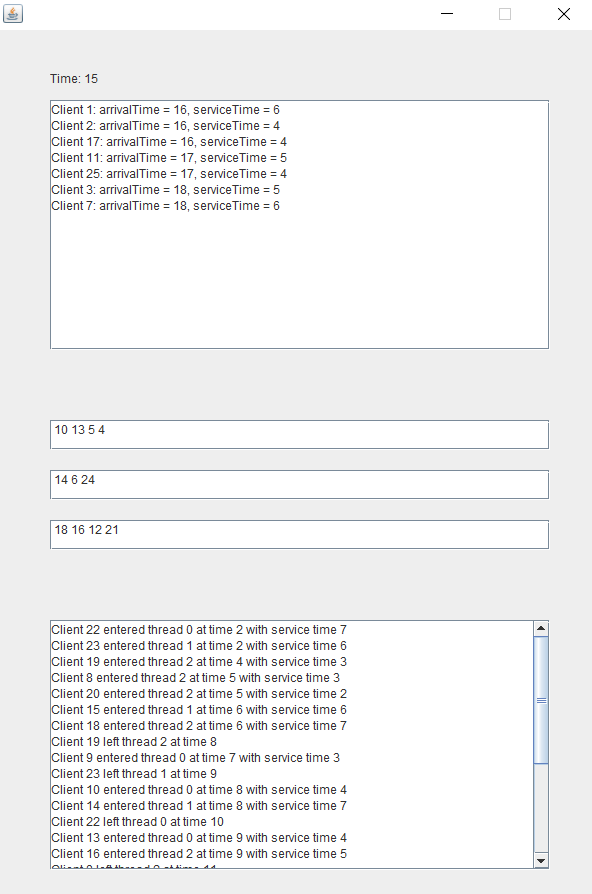 Time: 15
Client 1: arrivalTime = 16, serviceTime = 6
Client 2: arrivalTime = 16, serviceTime = 4
Client 17: arrivalTime = 16, serviceTime = 4
Client 11: arrivalTime = 17, serviceTime = 5
Client 25: arrivalTime = 17, serviceTime = 4
Client 3: arrivalTime = 18, serviceTime = 5
Client 7: arrivalTime = 18, serviceTime = 6
10 13 5 4
14 6 24
18 16 12 21
Client 22 entered thread 0 at time 2 with service time 7
Client 23 entered thread 1 at time 2 with service time 6
Client 19 entered thread 2 at time 4 with service time 3
Client 8 entered thread 2 at time 5 with service time 3
Client 20 entered thread 2 at time 5 with service time 2
Client 15 entered thread 1 at time 6 with service time 6
Client 18 entered thread 2 at time 6 with service time 7
Client 19 left thread 2 at time 8
Client 9 entered thread 0 at time 7 with service time 3
Client 23 left thread 1 at time 9
Client 10 entered thread 0 at time 8 with service time 4
Client 14 entered thread 1 at time 8 with service time 7
Client 22 left thread 0 at time 10
Client 13 entered thread 0 at time 9 with service time 4
Client 16 entered thread 2 at time 9 with service time 5